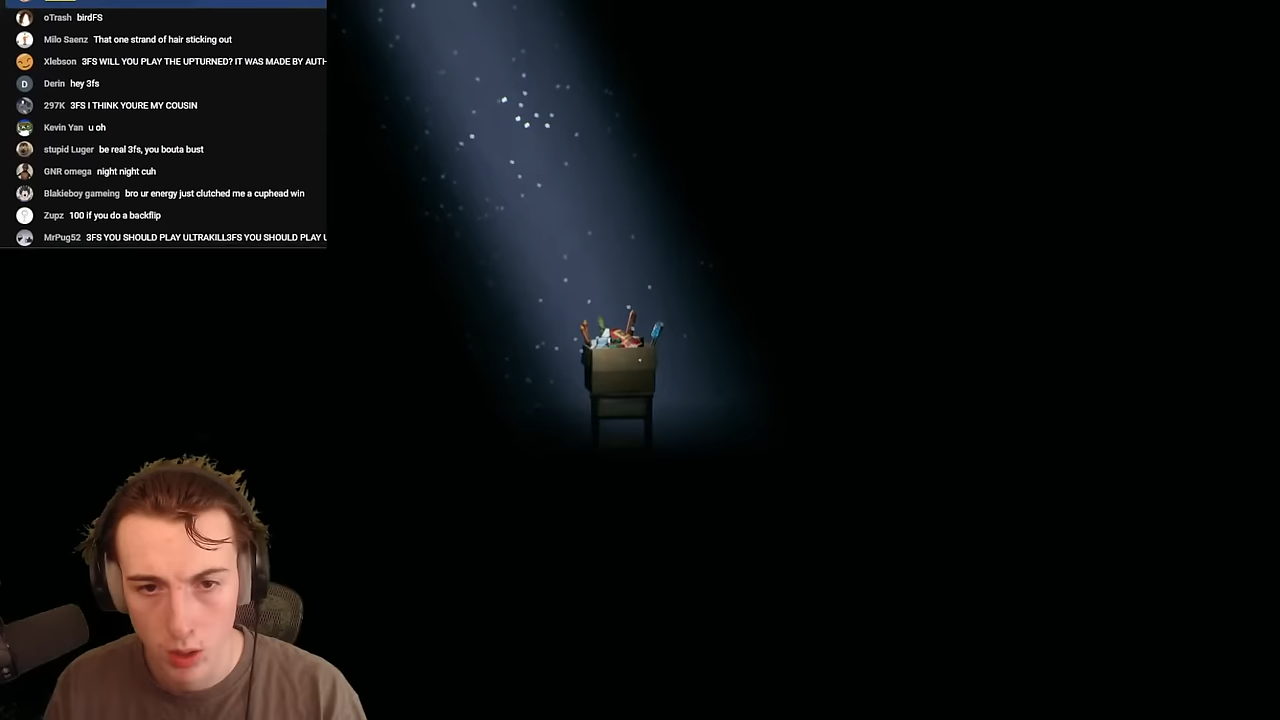 oTrash birdFS
Milo Saenz That one strand of hair sticking out
Xlebson 3FS WILL YOU PLAY THE UPTURNED? IT WAS MADE BY AUTH
D Derin hey 3fs
297K 3FS I THINK YOURE MY COUSIN
Kevin Yan u oh
stupid Luger be real 3fs, you bouta bust
GNR omega night night cuh
Blakieboy gameing bro ur energy just clutched me a cuphead win
Zupz 100 if you do a backflip
MrPug52 3FS YOU SHOULD PLAY ULTRAKILL3FS YOU SHOULD PLAY U